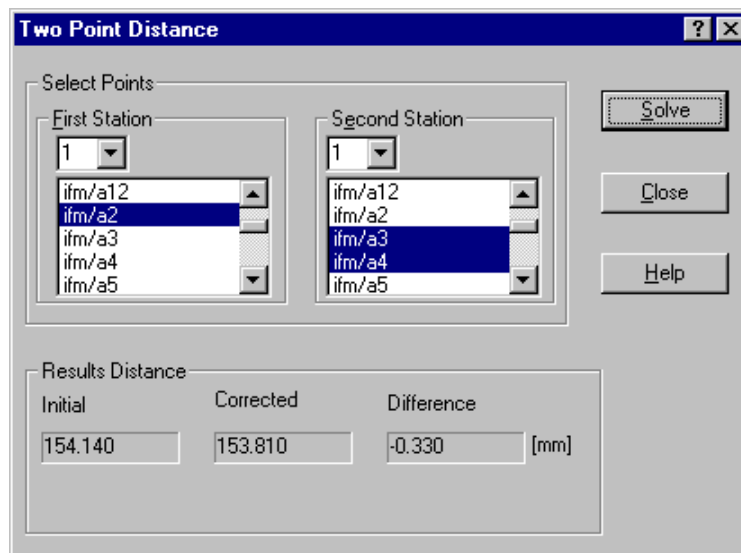 Two Point Distance
Select Points
First Station
Second Station
1
1
ifm/a12
ifm/a2
ifm/a3
ifm/a4
ifm/a5
ifm/a12
ifm/a2
ifm/a3
ifm/a4
ifm/a5
Solve
Close
Help
Results Distance
Initial Corrected Difference
154.140 153.810 -0.330 [mm]